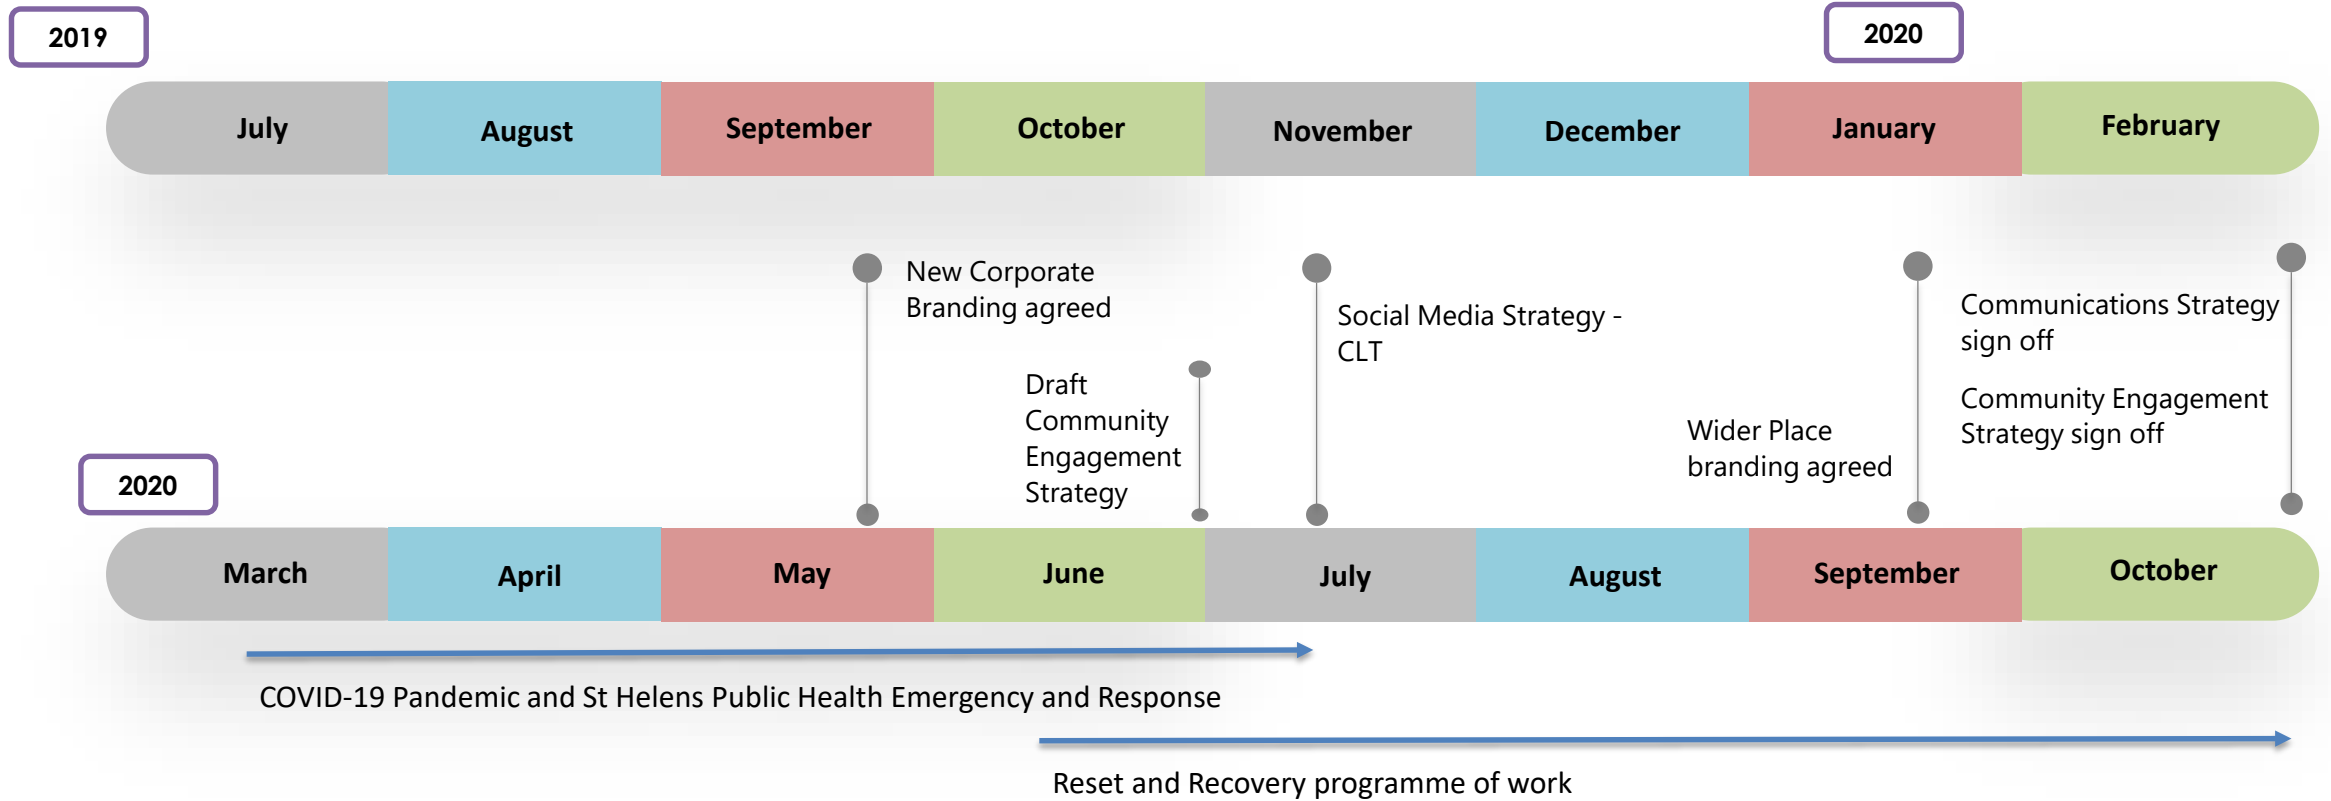 2019
2020
July
August
September
October
November
December
January
February
New Corporate
Branding agreed
Draft
Community
Engagement
Strategy
Social Media Strategy -
CLT
Wider Place
branding agreed
Communications Strategy
sign off
Community Engagement
Strategy sign off
2020
March
April
May
June
July
August
September
October
COVID-19 Pandemic and St Helens Public Health Emergency and Response
Reset and Recovery programme of work